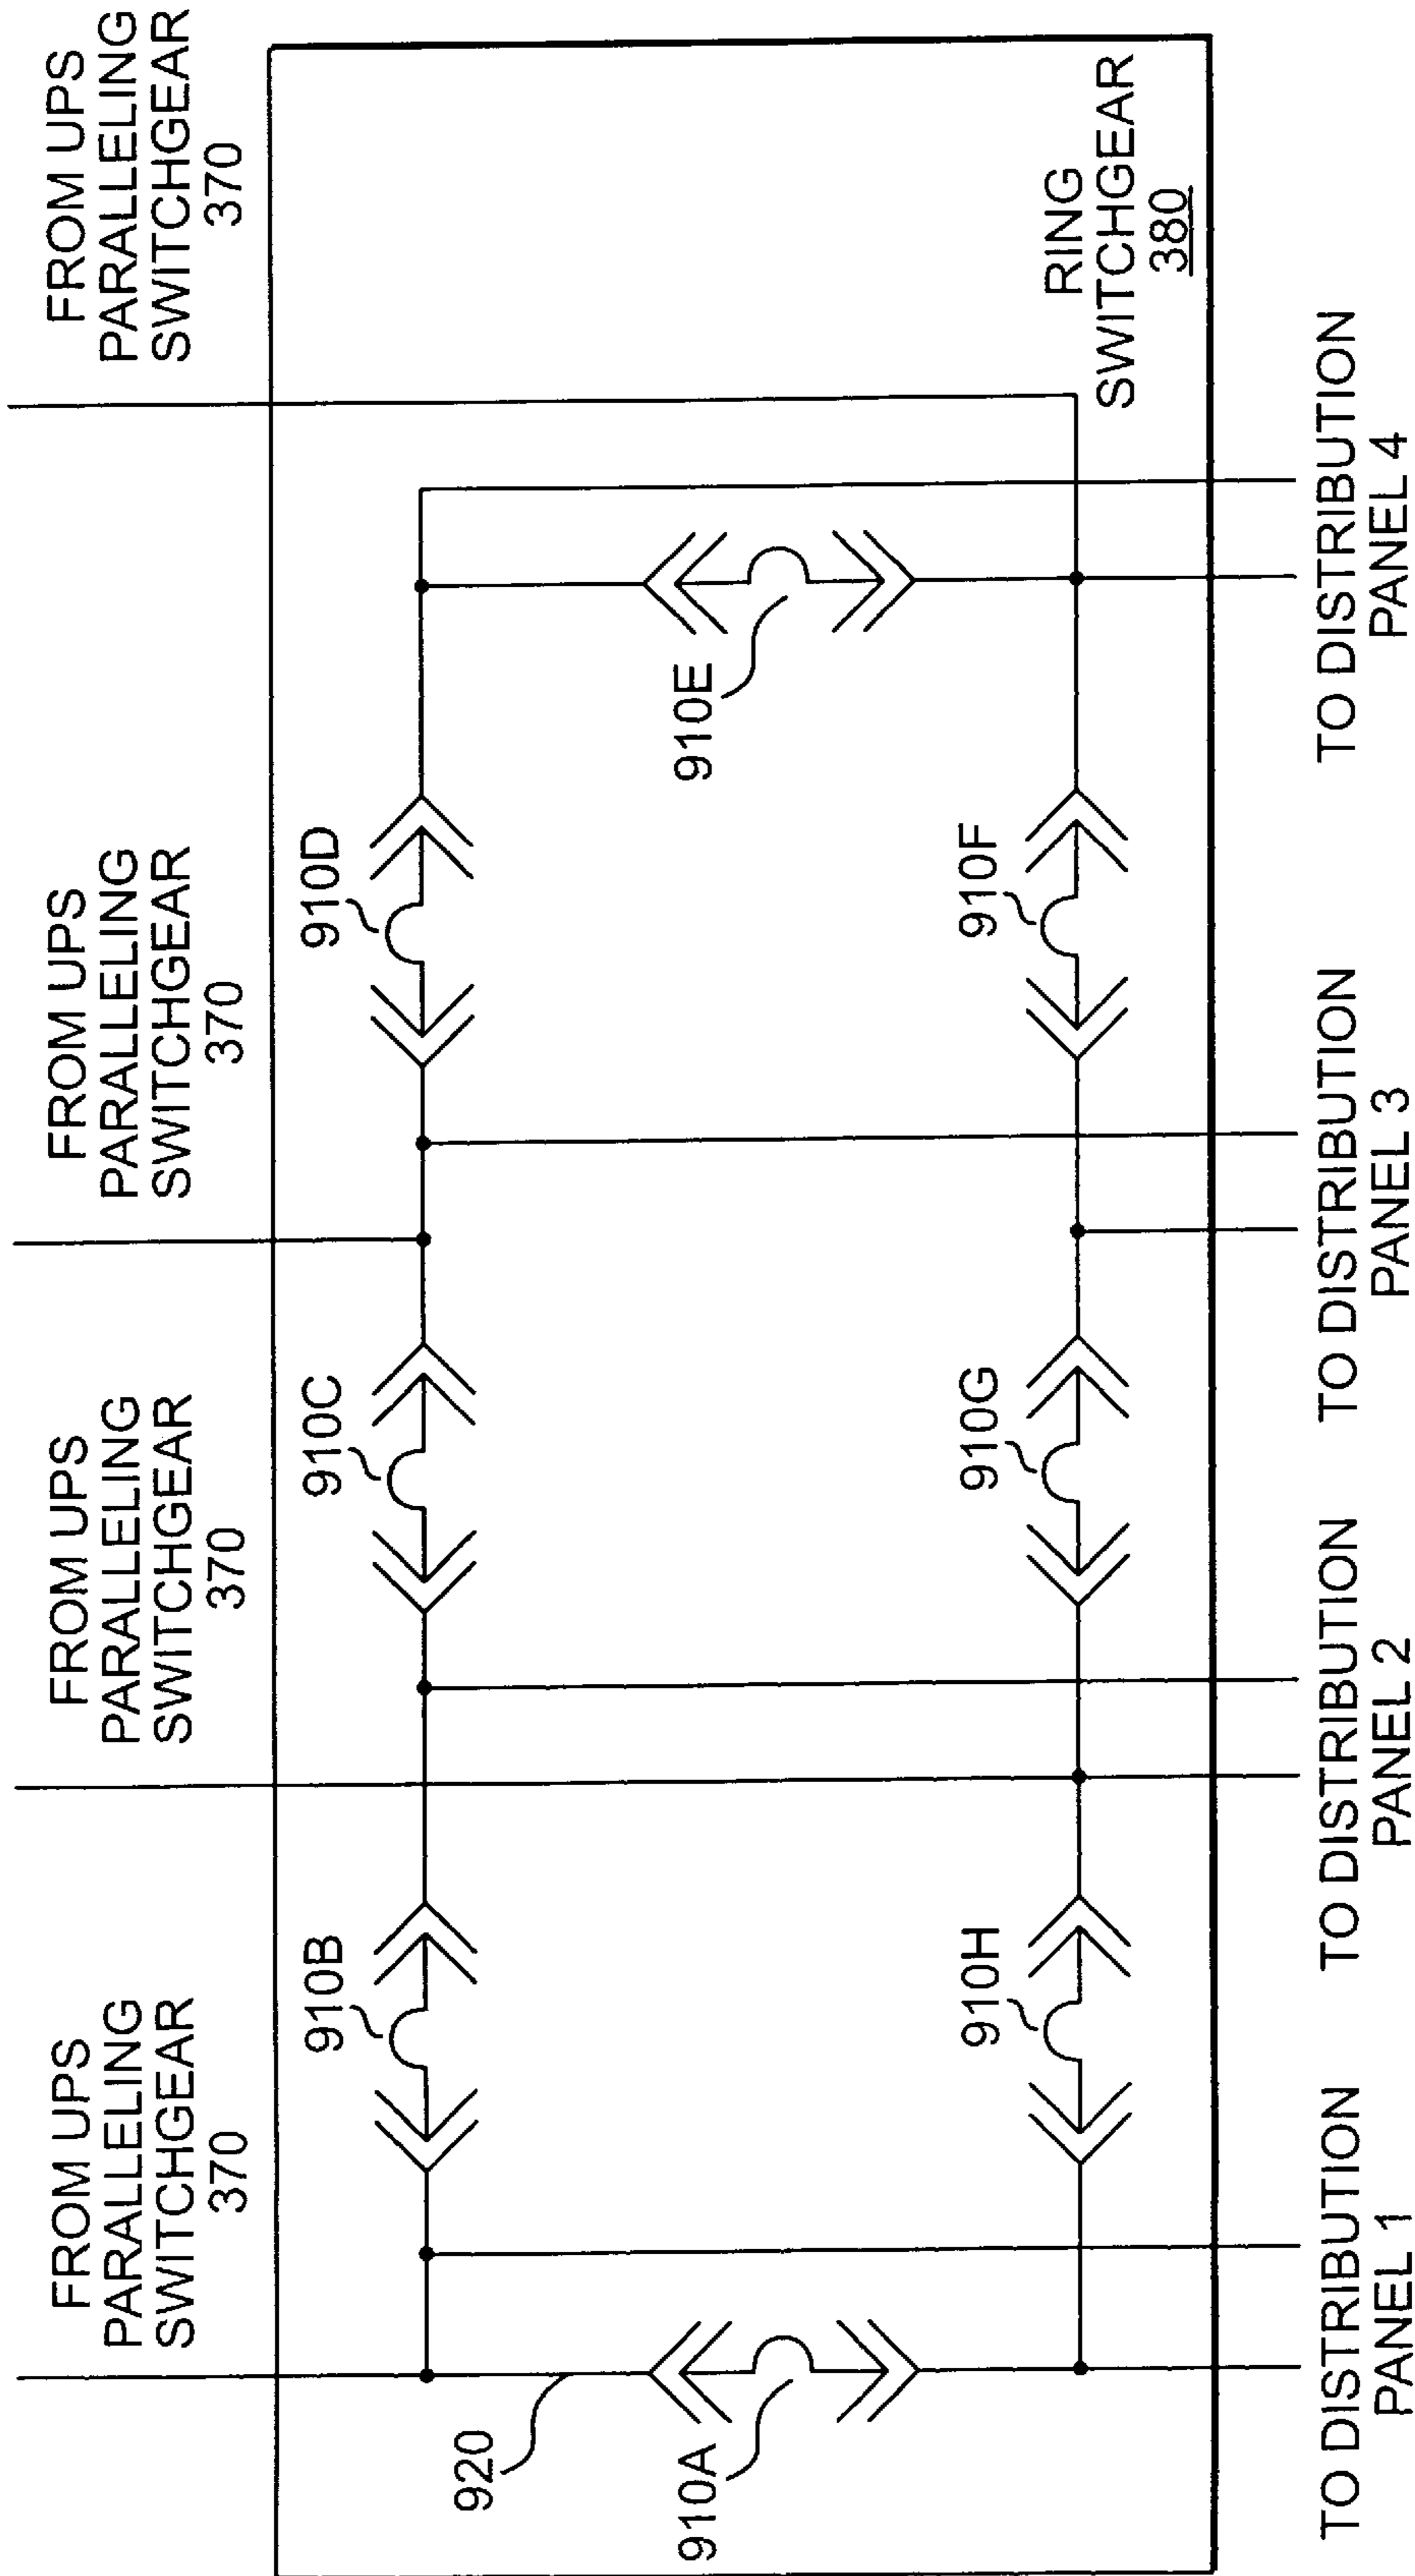 FROM UPS
PARALLELING
SWITCHGEAR
370
FROM UPS
PARALLELING
SWITCHGEAR
370
FROM UPS
PARALLELING
SWITCHGEAR
370
FROM UPS
PARALLELING
SWITCHGEAR
370
910B
910C
910D
920
910A
910E
910H
910G
910F
RING
SWITCHGEAR
380
TO DISTRIBUTION
PANEL 1
TO DISTRIBUTION
PANEL 2
TO DISTRIBUTION
PANEL 3
TO DISTRIBUTION
PANEL 4